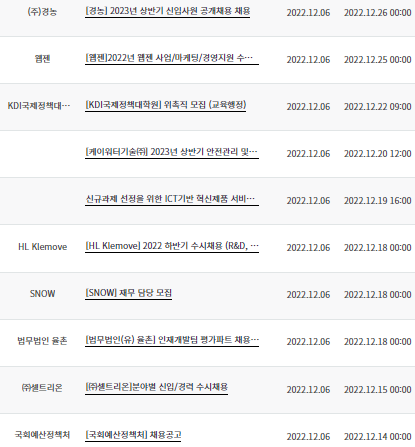 (주)경농 [경농] 2023년 상반기 신입사원 공개채용 채용 2022.12.06 2022.12.26 00:00
웹젠 [웹젠]2022년 웹젠 사업/마케팅/경영지원 수… 2022.12.06 2022.12.25 00:00
KDI국제정책대… [KDI국제정책대학원] 위촉직 모집 (교육행정) 2022.12.06 2022.12.22 09:00
[케이워터기술㈜] 2023년 상반기 안전관리 및… 2022.12.06 2022.12.20 12:00
신규과제 선정을 위한 ICT기반 혁신제품 서비… 2022.12.06 2022.12.19 16:00
HL Klemove [HL Klemove] 2022 하반기 수시채용 (R&D, … 2022.12.06 2022.12.18 00:00
SNOW [SNOW] 재무 담당 모집 2022.12.06 2022.12.18 00:00
법무법인 율촌 [법무법인(유) 율촌] 인재개발팀 평가파트 채용… 2022.12.06 2022.12.18 00:00
㈜셀트리온 [㈜셀트리온]분야별 신입/경력 수시채용 2022.12.06 2022.12.15 00:00
국회예산정책처 [국회예산정책처] 채용공고 2022.12.06 2022.12.14 00:00